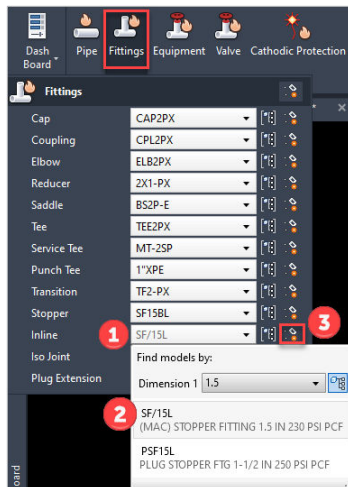 Dash
Board
Pipe
Fittings
Equipment
Valve
Cathodic Protection
Fittings
Cap CAP2PX
Coupling CPL2PX
Elbow ELB2PX
Reducer 2X1-PX
Saddle BS2P-E
Tee TEE2PX
Service Tee MT-2SP
Punch Tee 1"XPE
Transition TF2-PX
Stopper SF15BL
Inline 1 SF/15L 3
Iso Joint
Plug Extension
Find models by:
Dimension 1 1.5
2 SF/15L
(MAC) STOPPER FITTING 1.5 IN 230 PSI PCF
PSF15L
PLUG STOPPER FTG 1-1/2 IN 250 PSI PCF